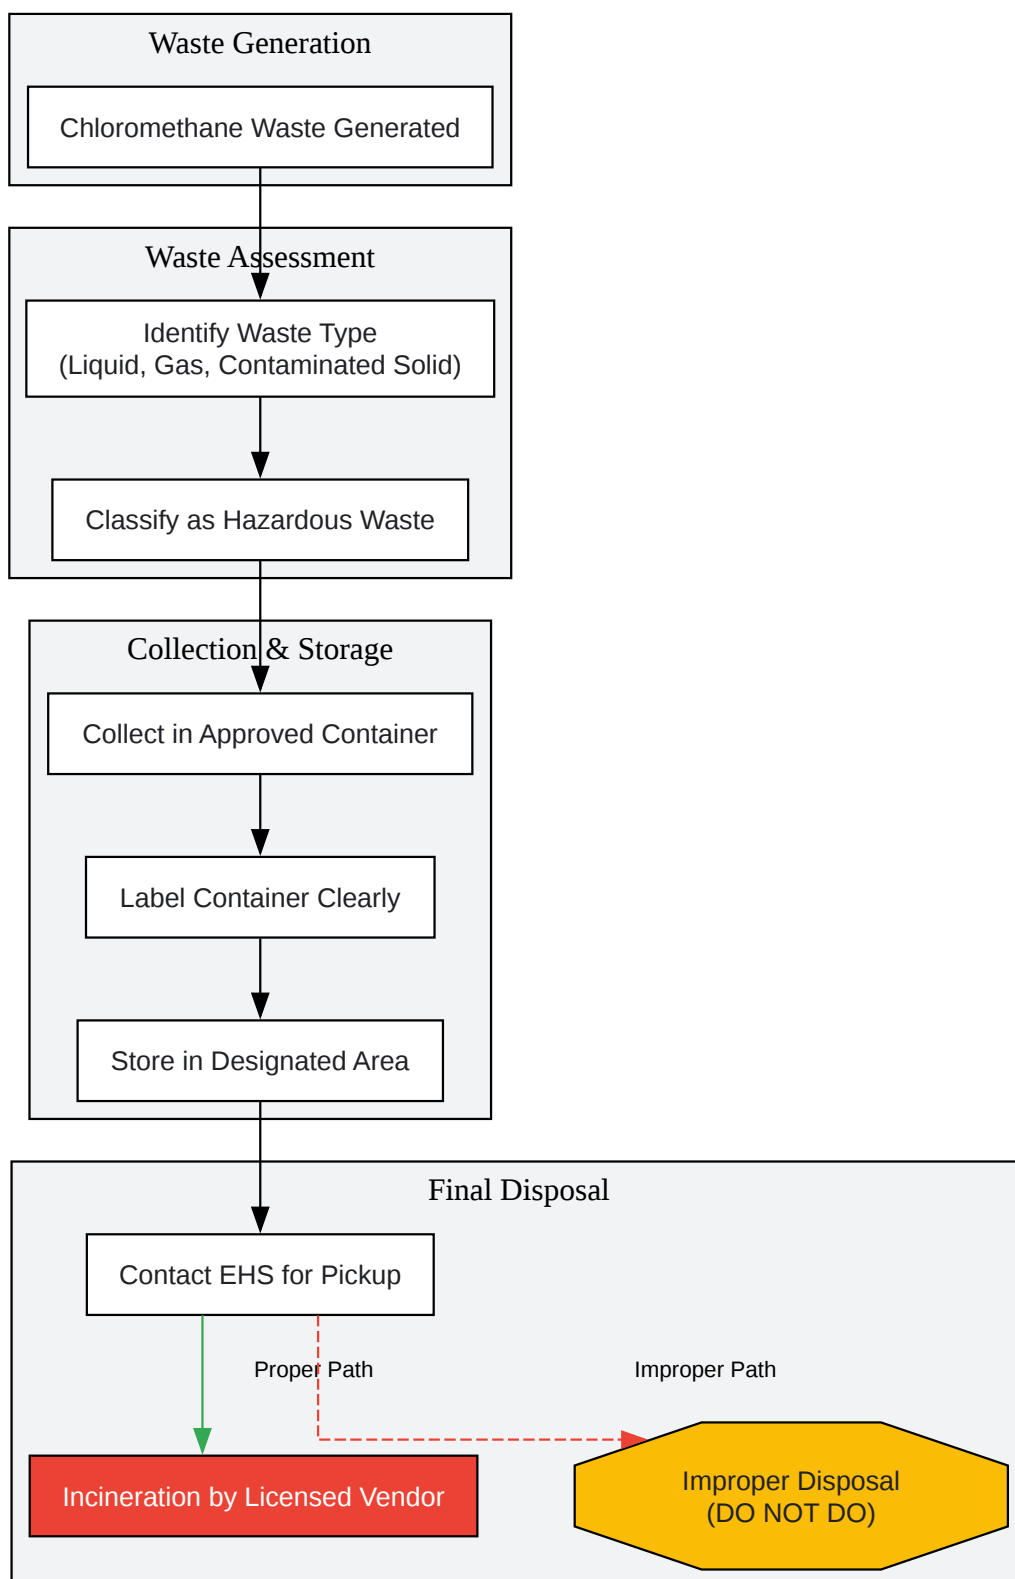 Waste Generation
Chloromethane Waste Generated
Waste Assessment
Identify Waste Type
(Liquid, Gas, Contaminated Solid)
Classify as Hazardous Waste
Collection & Storage
Collect in Approved Container
Label Container Clearly
Store in Designated Area
Final Disposal
Contact EHS for Pickup
Proper Path
Improper Path
Incineration by Licensed Vendor
Improper Disposal
(DO NOT DO)